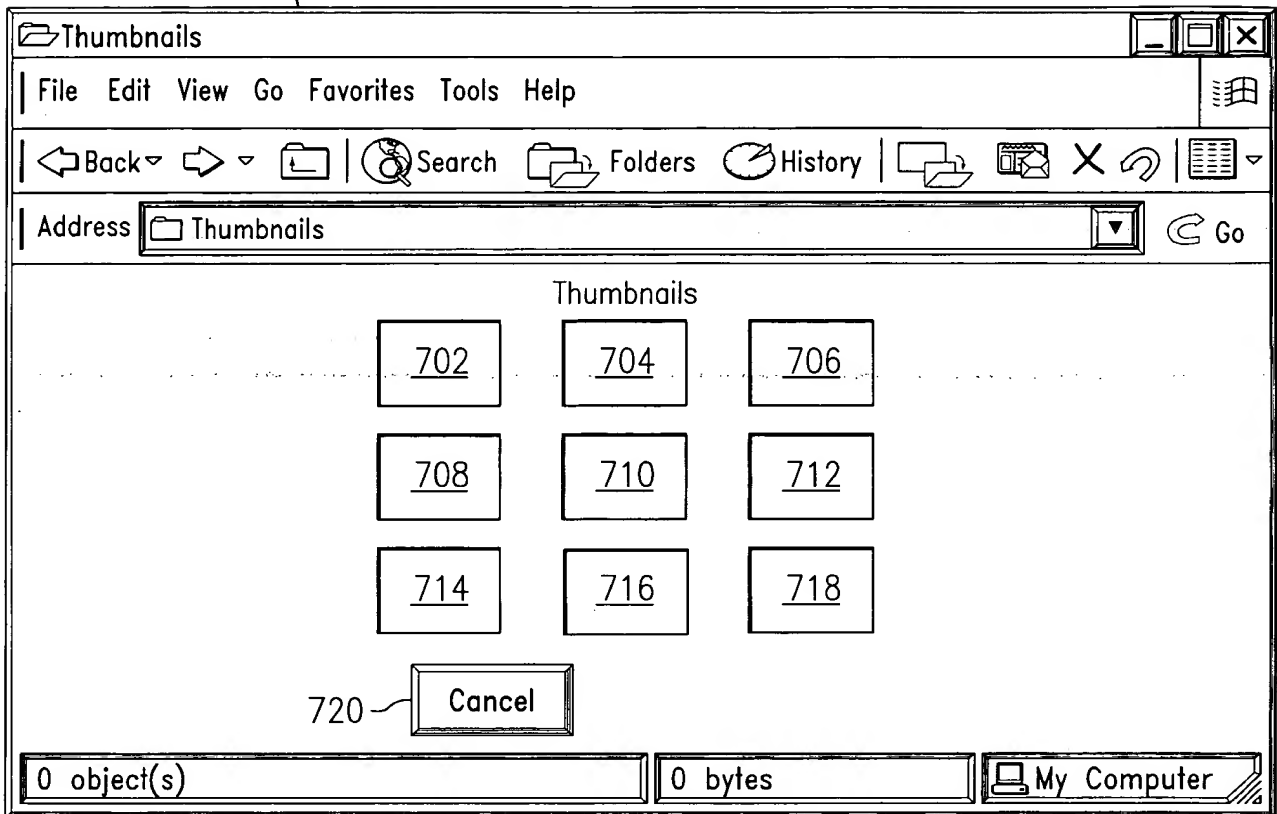 Thumbnails
File Edit View Go Favorites Tools Help
Back Search Folders History
Address Thumbnails Go
Thumbnails
702 704 706
708 710 712
714 716 718
720 Cancel
0 object(s) 0 bytes My Computer